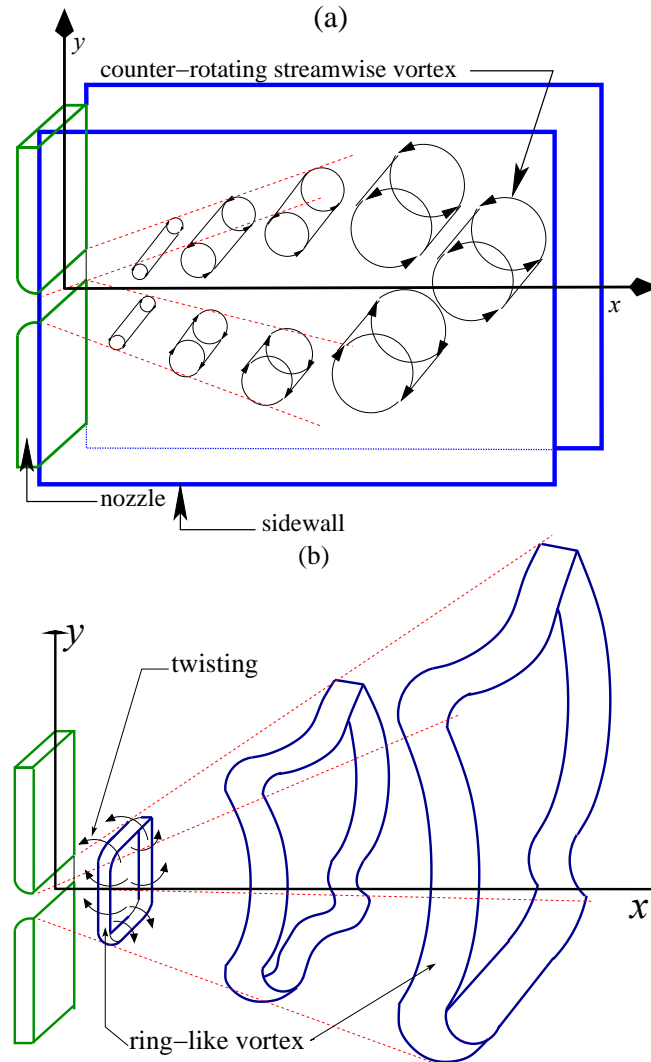 (a)
y
counter−rotating streamwise vortex
x
nozzle
sidewall
(b)
y
twisting
x
ring−like vortex